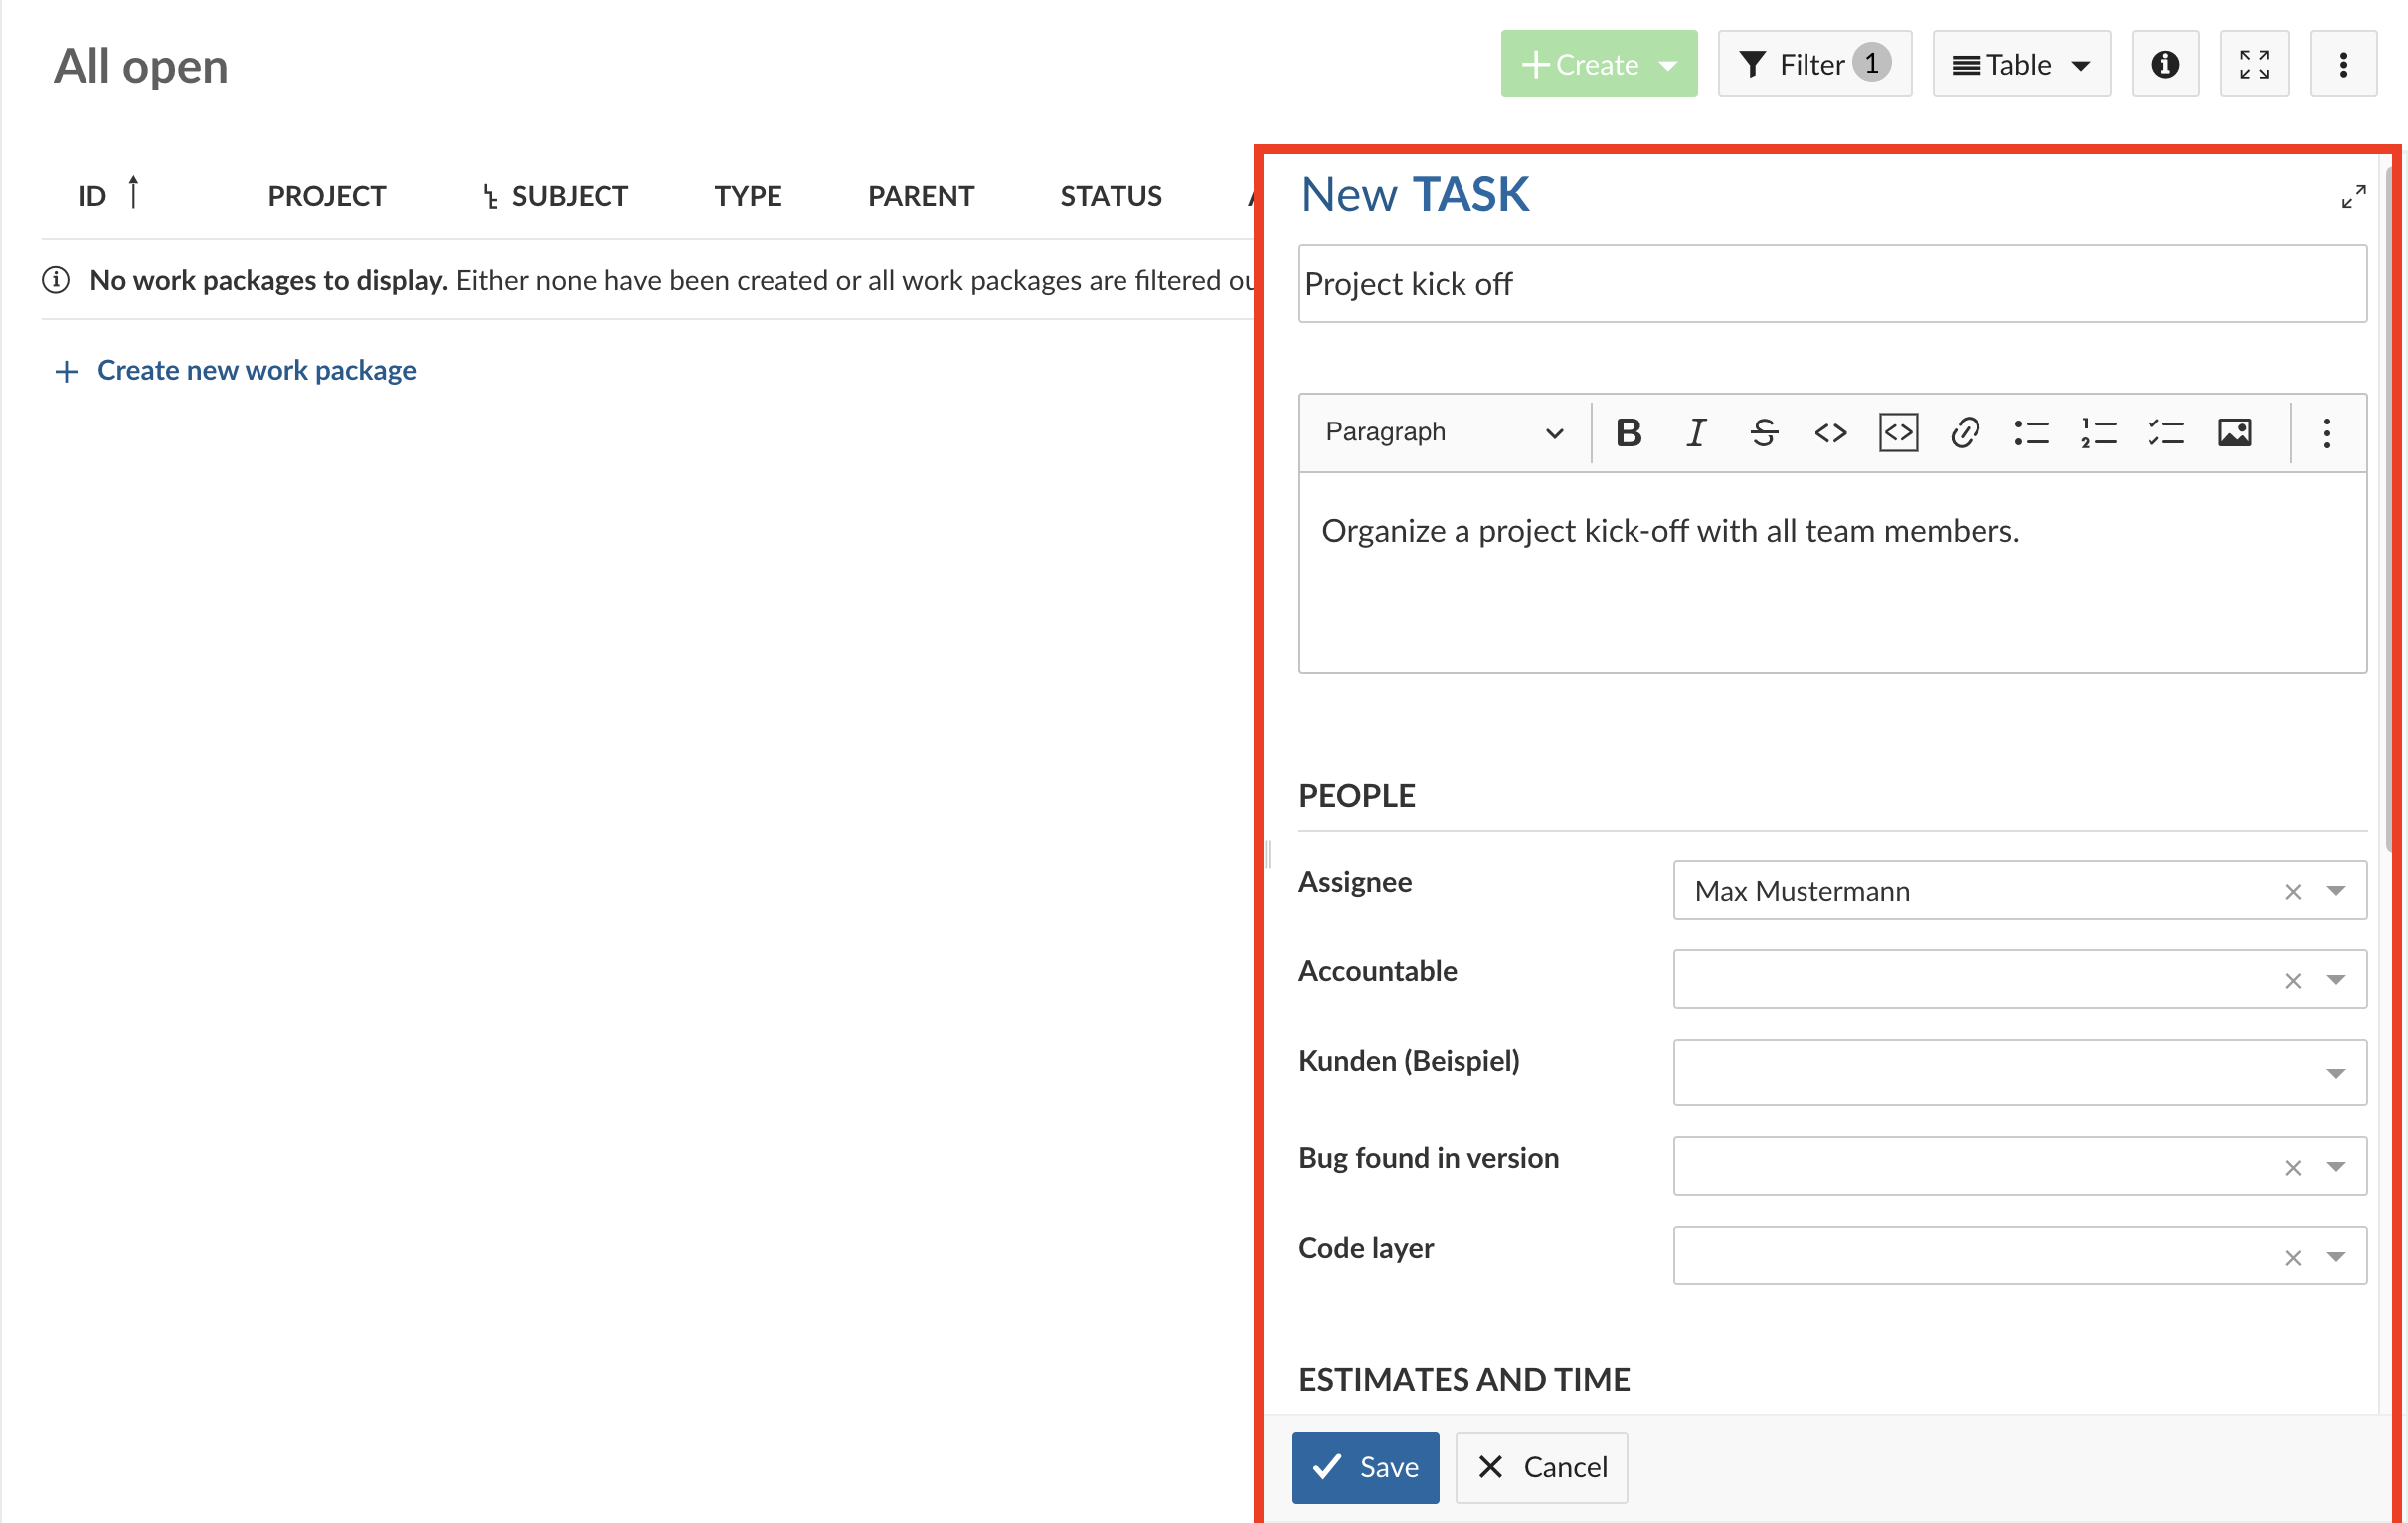 All open
Create
Filter 1
Table
ID
PROJECT
SUBJECT
TYPE
PARENT
STATUS
No work packages to display. Either none have been created or all work packages are filtered
Create new work package
New TASK
Project kick off
Paragraph
Organize a project kick-off with all team members.
PEOPLE
Assignee
Max Mustermann
Accountable
Kunden (Beispiel)
Bug found in version
Code layer
ESTIMATES AND TIME
Save
Cancel